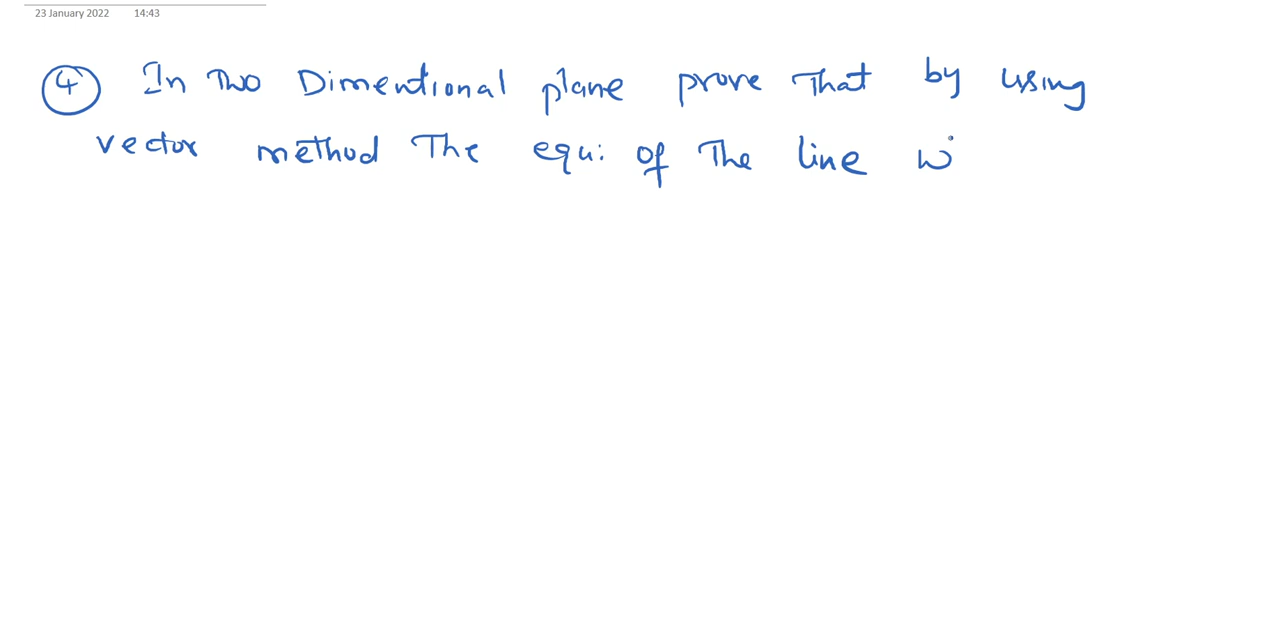 23 January 2022 14:43
④ In Two Dimentional plane prove That by using
vector method The equ: of The line wi